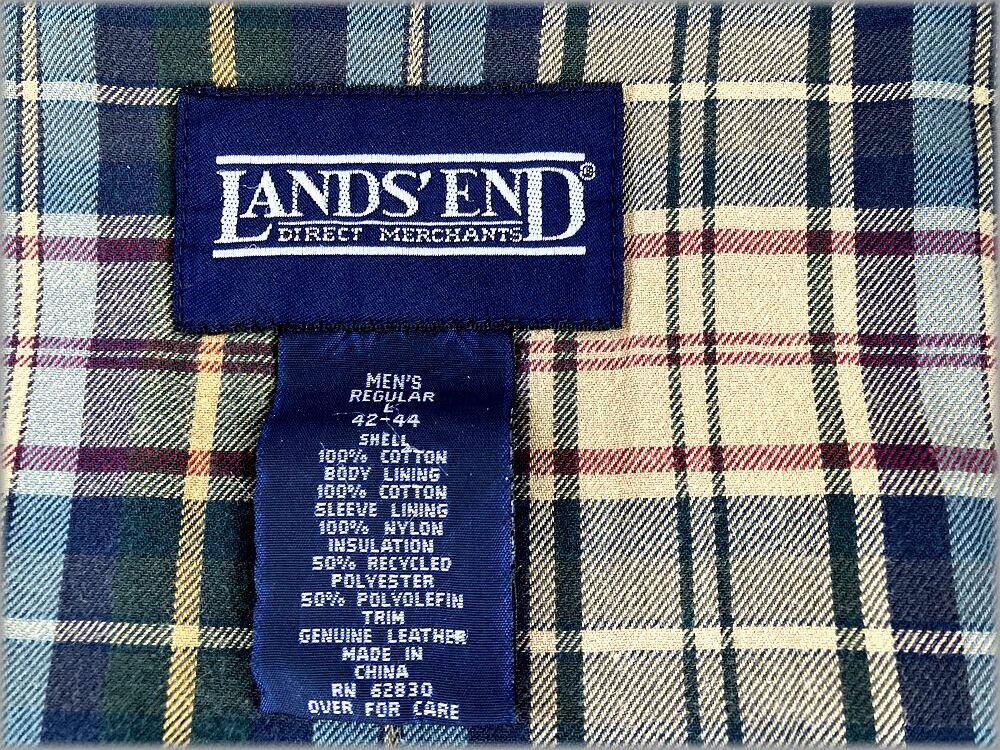 LANDS' END®
DIRECT MERCHANTS
MEN'S
REGULAR
L
42-44
SHELL
100% COTTON
BODY LINING
100% COTTON
SLEEVE LINING
100% NYLON
INSULATION
50% RECYCLED
POLYESTER
50% POLYOLEFIN
TRIM
GENUINE LEATHER
MADE IN
CHINA
RN 62830
OVER FOR CARE